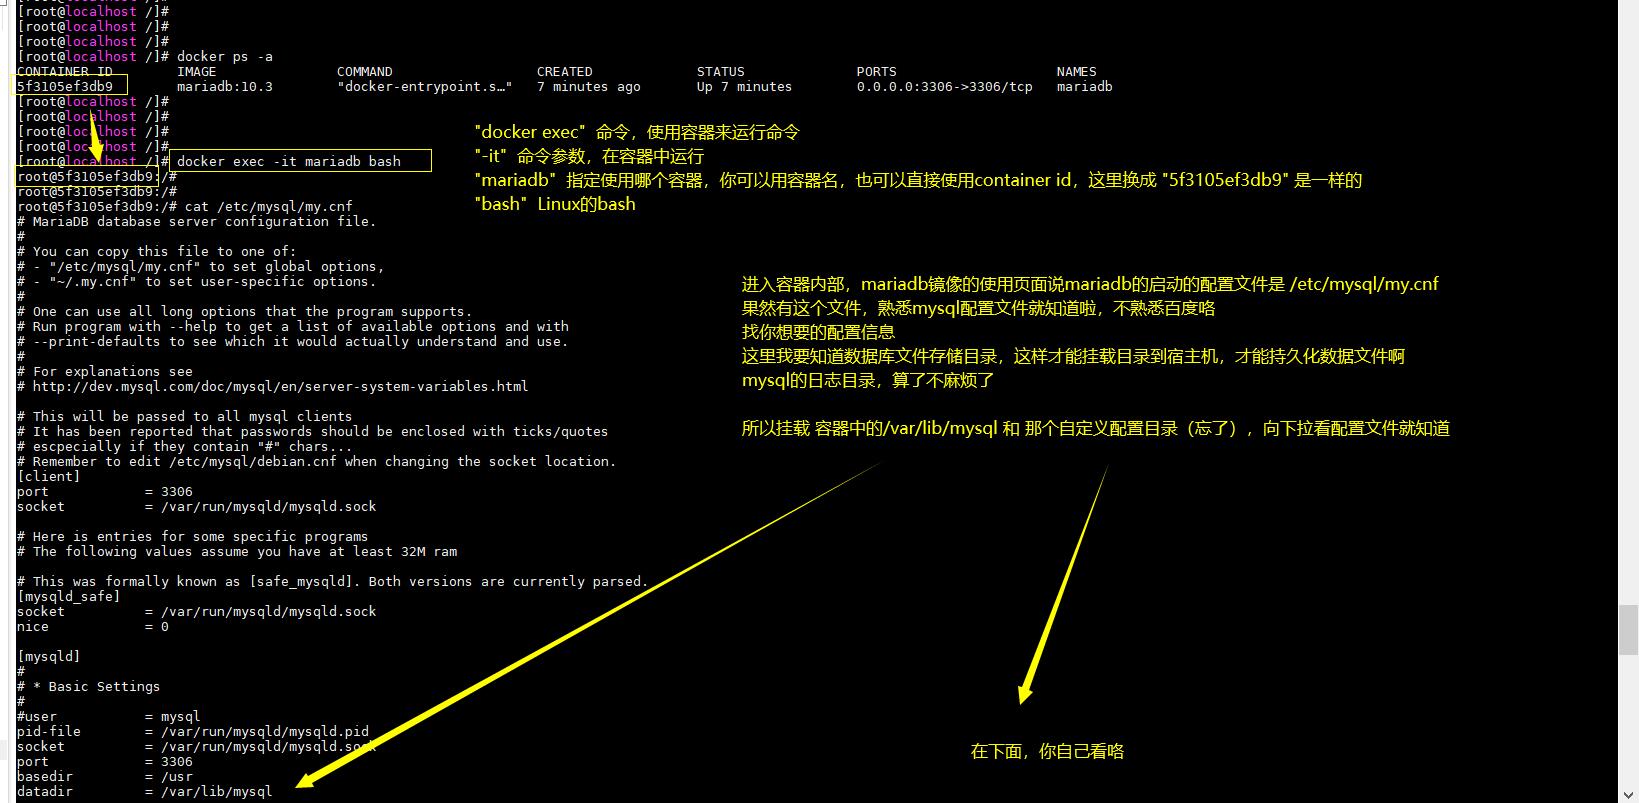 [root@localhost /]#
[root@localhost /]#
[root@localhost /]#
[root@localhost /]#
[root@localhost /]# docker ps -a
CONTAINER ID        IMAGE               COMMAND                  CREATED             STATUS              PORTS                    NAMES
5f3105ef3db9        mariadb:10.3        "docker-entrypoint.s…"   7 minutes ago       Up 7 minutes        0.0.0.0:3306->3306/tcp   mariadb
[root@localhost /]#
[root@localhost /]#
[root@localhost /]#
[root@localhost /]#
[root@localhost /]# docker exec -it mariadb bash
root@5f3105ef3db9:/#
root@5f3105ef3db9:/#
root@5f3105ef3db9:/# cat /etc/mysql/my.cnf
# MariaDB database server configuration file.
#
# You can copy this file to one of:
# - "/etc/mysql/my.cnf" to set global options,
# - "~/.my.cnf" to set user-specific options.
#
# One can use all long options that the program supports.
# Run program with --help to get a list of available options and with
# --print-defaults to see which it would actually understand and use.
#
# For explanations see
# http://dev.mysql.com/doc/mysql/en/server-system-variables.html
# This will be passed to all mysql clients
# It has been reported that passwords should be enclosed with ticks/quotes
# escpecially if they contain "#" chars...
# Remember to edit /etc/mysql/debian.cnf when changing the socket location.
[client]
port            = 3306
socket          = /var/run/mysqld/mysqld.sock
# Here is entries for some specific programs
# The following values assume you have at least 32M ram
# This was formally known as [safe_mysqld]. Both versions are currently parsed.
[mysqld_safe]
socket          = /var/run/mysqld/mysqld.sock
nice            = 0
[mysqld]
#
# * Basic Settings
#
#user           = mysql
pid-file        = /var/run/mysqld/mysqld.pid
socket          = /var/run/mysqld/mysqld.sock
port            = 3306
basedir         = /usr
datadir         = /var/lib/mysql
"docker exec"  命令，使用容器来运行命令
"-it"  命令参数，在容器中运行
"mariadb"  指定使用哪个容器，你可以用容器名，也可以直接使用container id，这里换成 "5f3105ef3db9" 是一样的
"bash"  Linux的bash
进入容器内部，mariadb镜像的使用页面说mariadb的启动的配置文件是 /etc/mysql/my.cnf
果然有这个文件，熟悉mysql配置文件就知道啦，不熟悉百度咯
找你想要的配置信息
这里我要知道数据库文件存储目录，这样才能挂载目录到宿主机，才能持久化数据文件啊
mysql的日志目录，算了不麻烦了
所以挂载 容器中的/var/lib/mysql 和 那个自定义配置目录（忘了），向下拉看配置文件就知道
在下面，你自己看咯